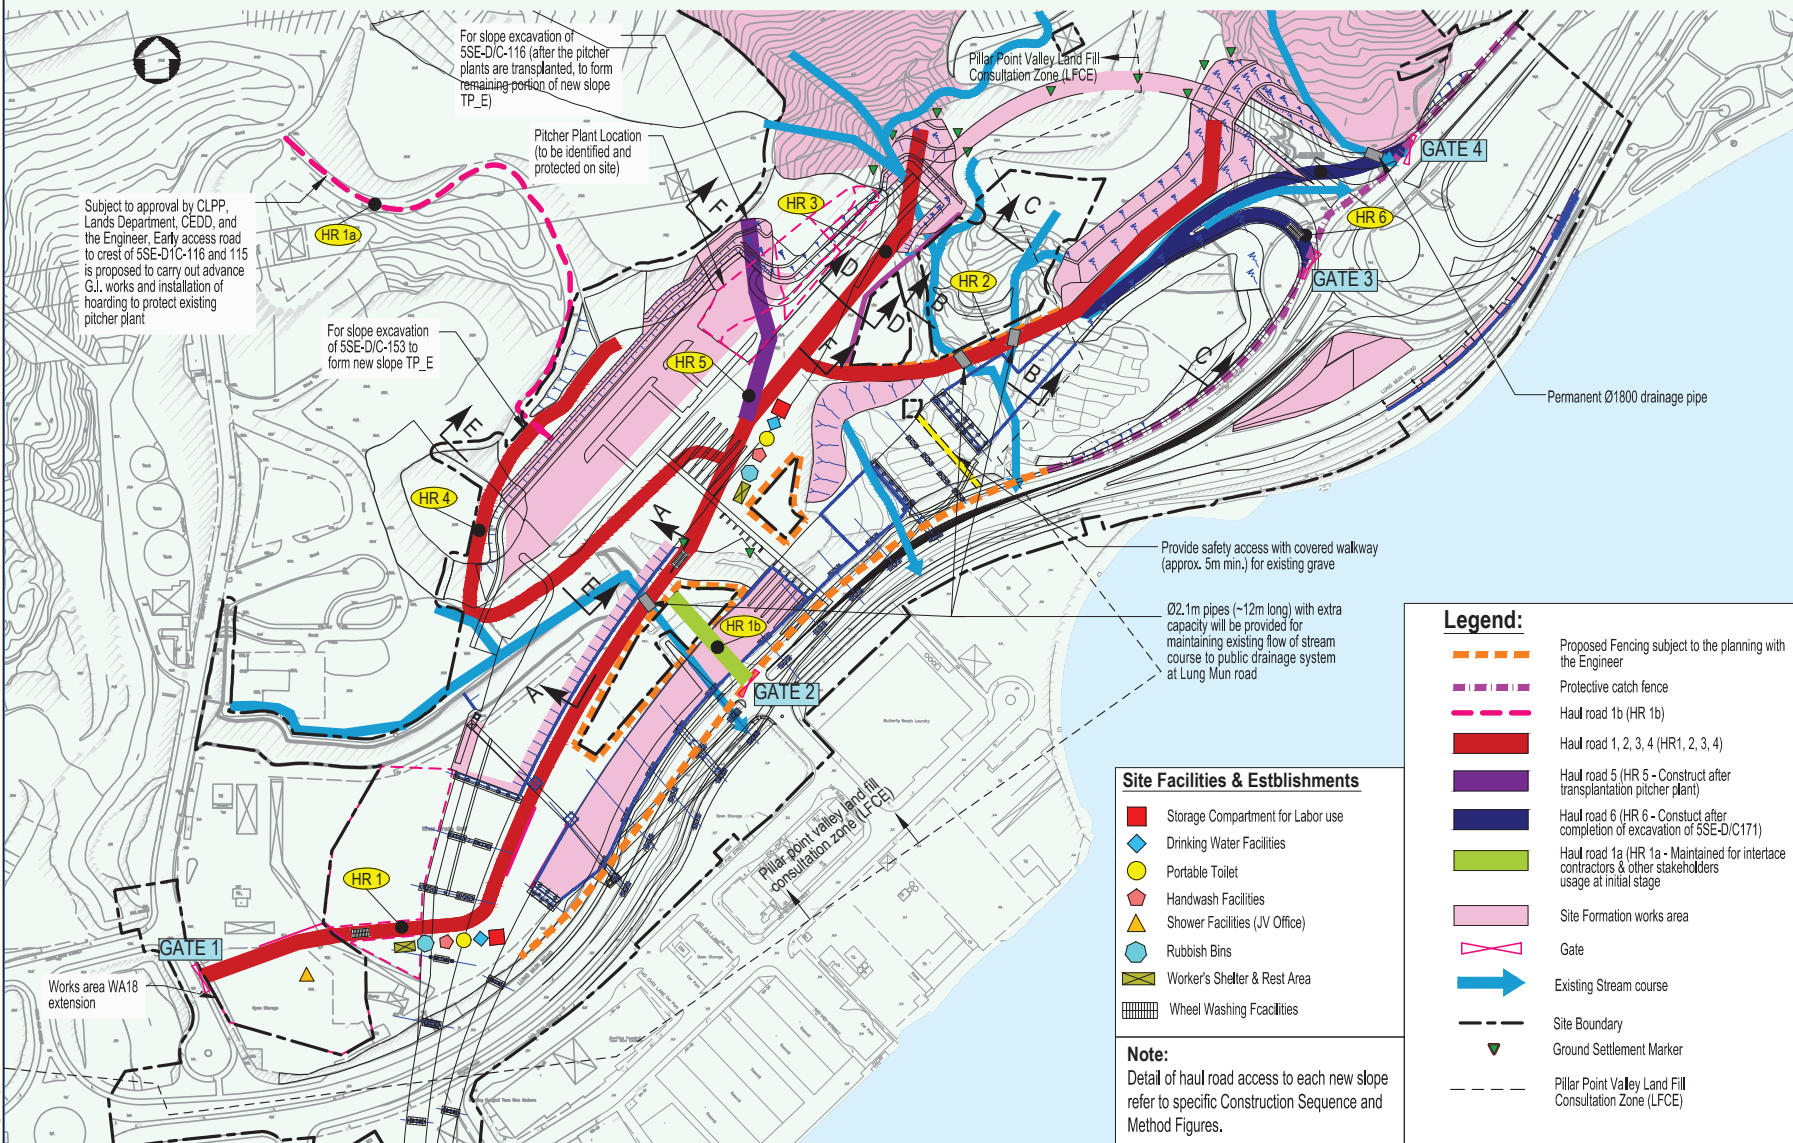 For slope excavation of
5SE-D/C-116 (after the pitcher
plants are transplanted, to form
remaining portion of new slope
TP_E)
Pitcher Plant Location
(to be identified and
protected on site)
Pillar Point Valley Land Fill
Consultation Zone (LFCE)
Subject to approval by CLPP,
Lands Department, CEDD, and
the Engineer, Early access road
to crest of 5SE-D1C-116 and 115
is proposed to carry out advance
G.I. works and installation of
hoarding to protect existing
pitcher plant
For slope excavation
of 5SE-D/C-153 to
form new slope TP_E
HR 1a
HR 3
HR 2
HR 6
HR 5
HR 4
HR 1b
HR 1
GATE 4
GATE 3
GATE 2
GATE 1
F
C
D
B
D
F
B
C
E
A
E
A
LUNG MUN ROAD
Permanent Ø1800 drainage pipe
Provide safety access with covered walkway
(approx. 5m min.) for existing grave
Ø2.1m pipes (~12m long) with extra
capacity will be provided for
maintaining existing flow of stream
course to public drainage system
at Lung Mun road
Butterfly Beach Laundry
Pillar point valley land fill
consultation zone (LFCE)
LUNG MUN ROAD
Works area WA18
extension
Open Storage
Site Facilities & Estblishments
Storage Compartment for Labor use
Drinking Water Facilities
Portable Toilet
Handwash Facilities
Shower Facilities (JV Office)
Rubbish Bins
Worker's Shelter & Rest Area
Wheel Washing Fcacilities
Note:
Detail of haul road access to each new slope
refer to specific Construction Sequence and
Method Figures.
Legend:
Proposed Fencing subject to the planning with
the Engineer
Protective catch fence
Haul road 1b (HR 1b)
Haul road 1, 2, 3, 4 (HR1, 2, 3, 4)
Haul road 5 (HR 5 - Construct after
transplantation pitcher plant)
Haul road 6 (HR 6 - Constuct after
completion of excavation of 5SE-D/C171)
Haul road 1a (HR 1a - Maintained for intertace
contractors & other stakeholders
usage at initial stage
Site Formation works area
Gate
Existing Stream course
Site Boundary
Ground Settlement Marker
Pillar Point Valley Land Fill
Consultation Zone (LFCE)